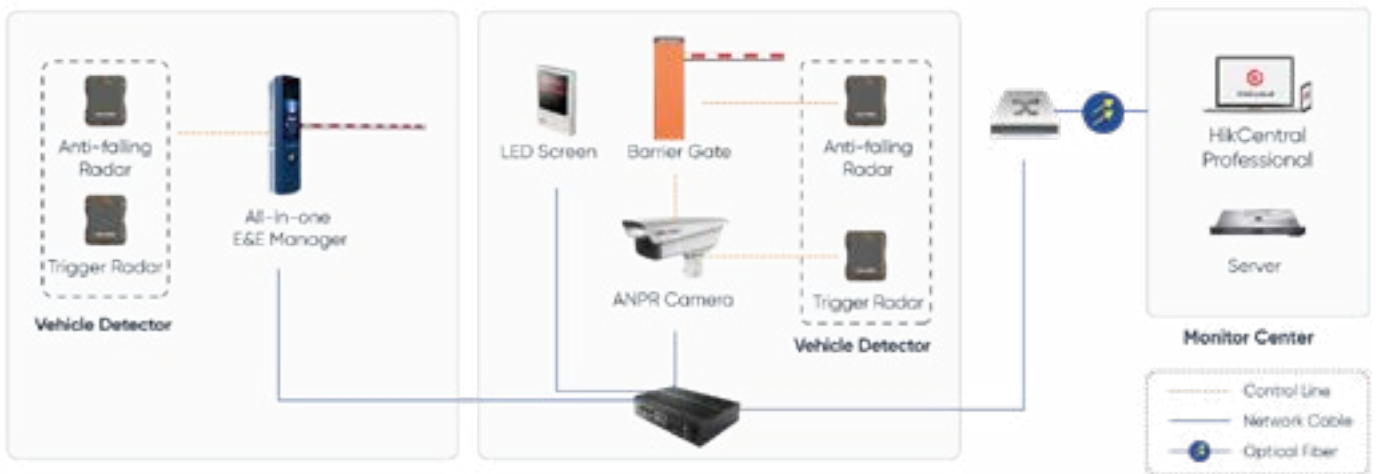 Anti-falling
Radar
Trigger Radar
Vehicle Detector
All-in-one
E&E Manager
LED Screen
Barrier Gate
ANPR Camera
Anti-falling
Radar
Trigger Radar
Vehicle Detector
HikCentral
Professional
Server
Monitor Center
Control Line
Network Cable
Optical Fiber